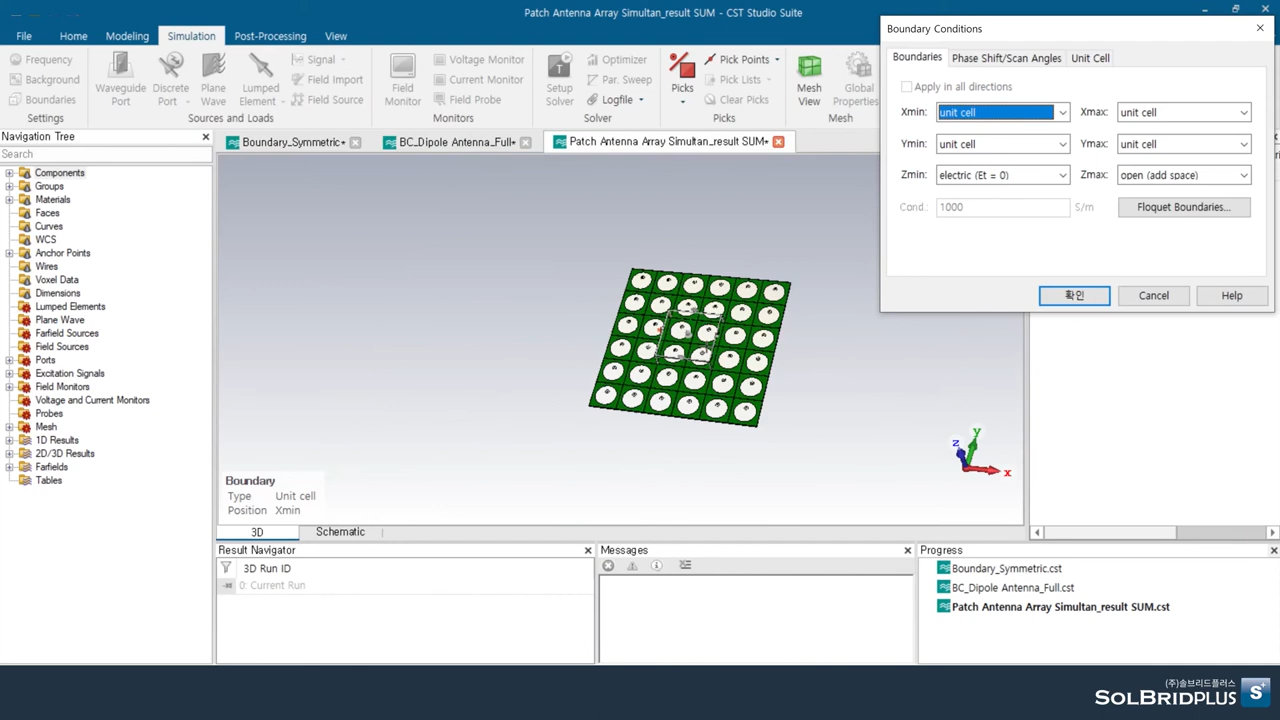 Patch Antenna Array Simultan_result SUM - CST Studio Suite
File Home Modeling Simulation Post-Processing View
Frequency
Background
Boundaries
Settings
Waveguide Port
Discrete Port
Plane Wave
Lumped Element
Signal
Field Import
Field Source
Sources and Loads
Field Monitor
Voltage Monitor
Current Monitor
Monitors
Setup Solver
Optimizer
Par. Sweep
Logfile
Solver
Picks
Pick Points
Pick Lists
Clear Picks
Picks
Mesh View
Global Properties
Mesh
Boundary Conditions
Boundaries Phase Shift/Scan Angles Unit Cell
Apply in all directions
Xmin: unit cell Xmax: unit cell
Ymin: unit cell Ymax: unit cell
Zmin: electric (Et = 0) Zmax: open (add space)
Cond.: 1000 S/m Floquet Boundaries...
확인 Cancel Help
Navigation Tree
Search
Components
Groups
Materials
Faces
Curves
WCS
Anchor Points
Wires
Voxel Data
Dimensions
Lumped Elements
Plane Wave
Farfield Sources
Field Sources
Ports
Excitation Signals
Field Monitors
Voltage and Current Monitors
Probes
Mesh
1D Results
2D/3D Results
Farfields
Tables
Boundary_Symmetric* BC_Dipole Antenna_Full* Patch Antenna Array Simultan_result SUM*
y
z
x
Boundary
Type Unit cell
Position Xmin
3D Schematic
Result Navigator
3D Run ID
0: Current Run
Messages
Progress
Boundary_Symmetric.cst
BC_Dipole Antenna_Full.cst
Patch Antenna Array Simultan_result SUM.cst
(주)솔브리드플러스
SOLBRIDPLUS S+